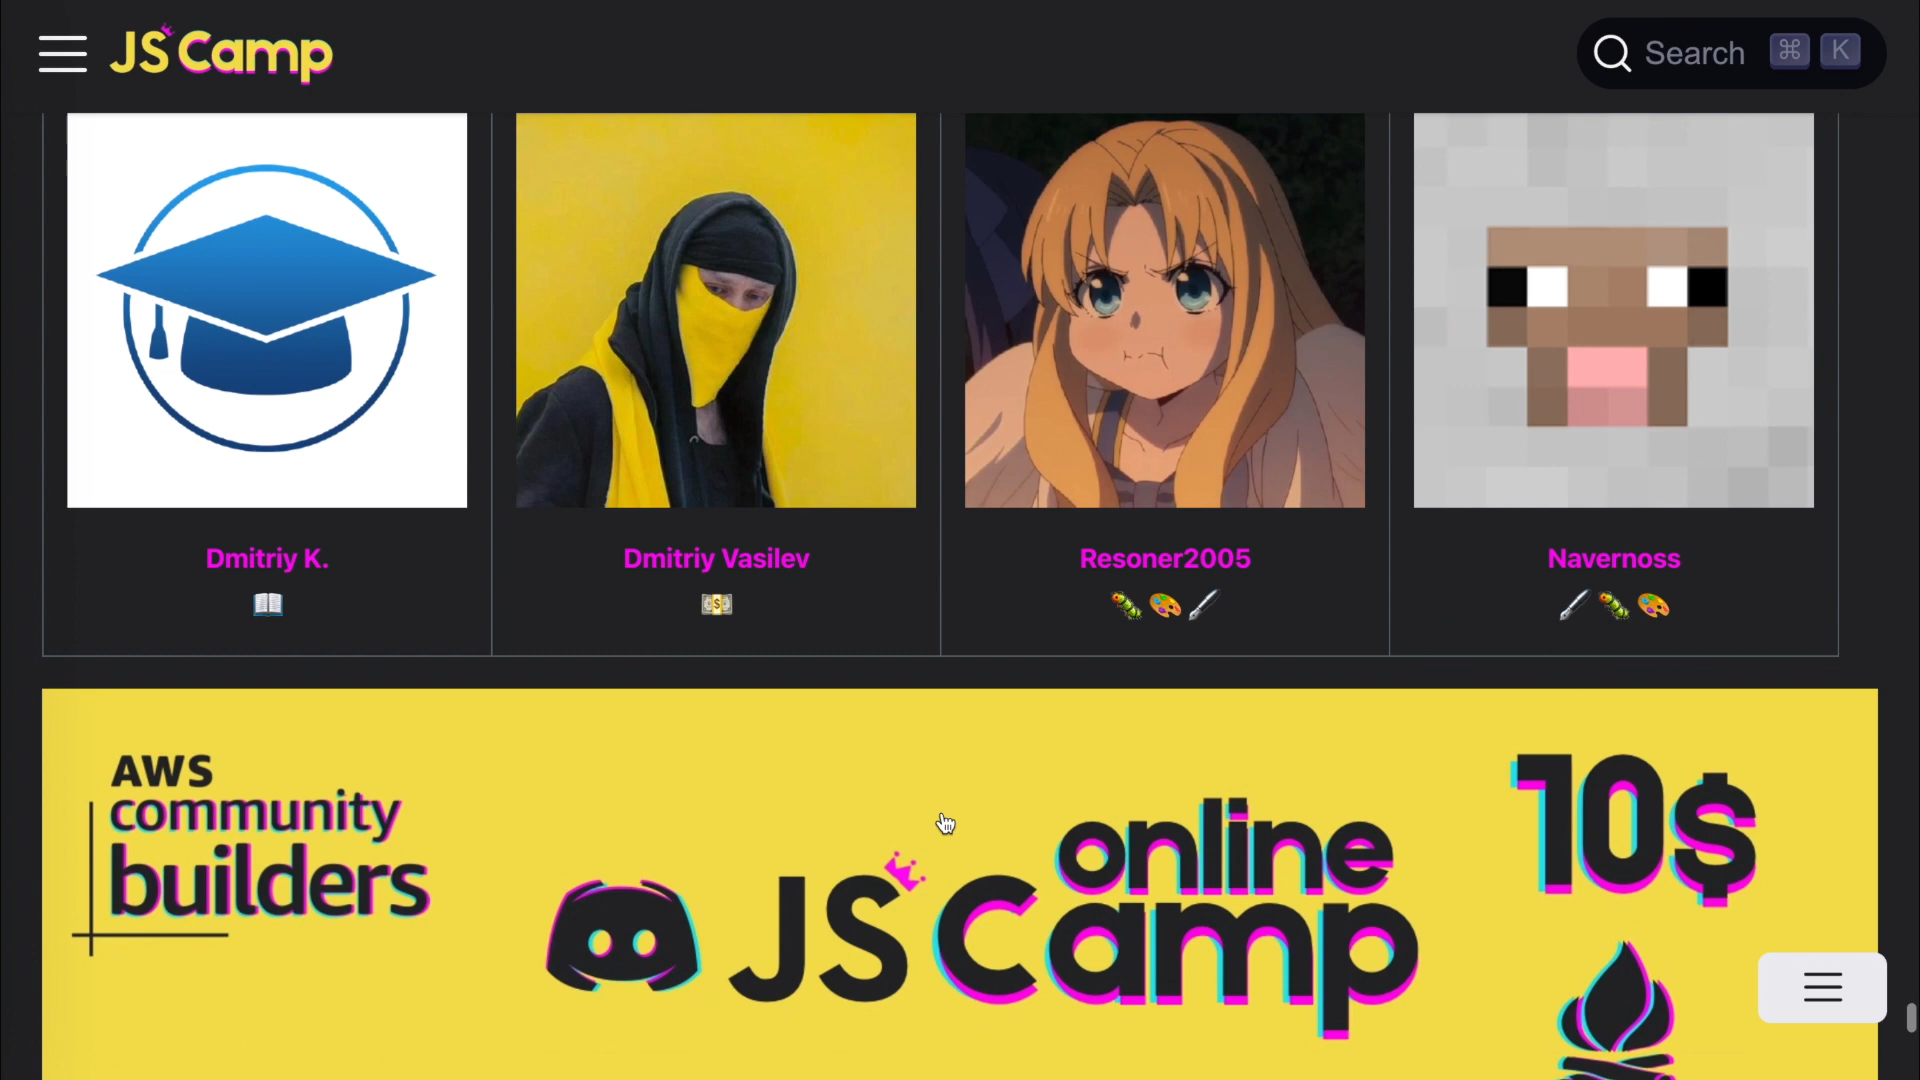 JS Camp
Search ⌘ K
Dmitriy K.
Dmitriy Vasilev
Resoner2005
Navernoss
AWS
community
builders
JS Camp
online
10$